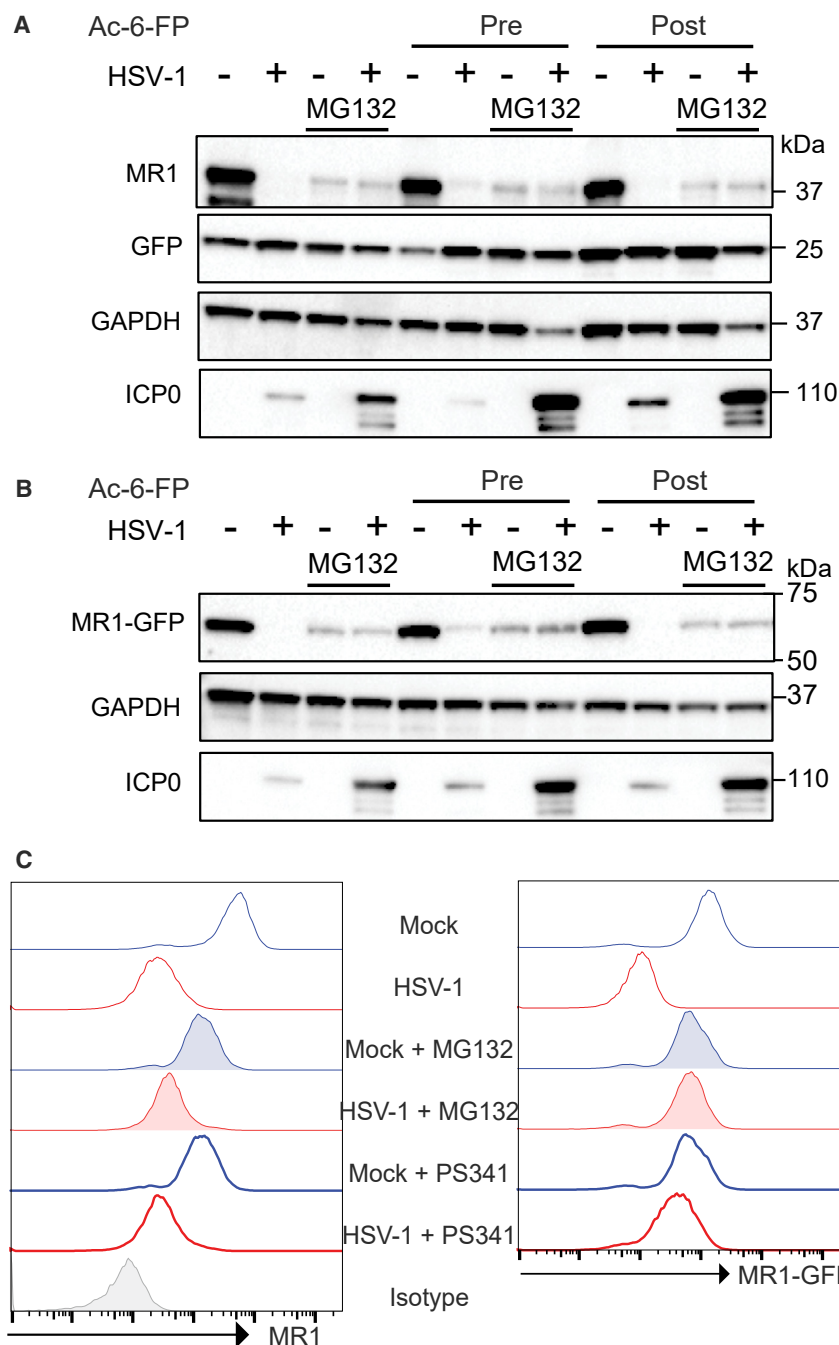 A
Ac-6-FP Pre Post
HSV-1 - + - + - + - + - + - +
MG132 MG132 MG132
kDa
MR1 37
GFP 25
GAPDH 37
ICP0 110
B
Ac-6-FP Pre Post
HSV-1 - + - + - + - + - + - +
MG132 MG132 MG132
kDa
75
MR1-GFP
50
GAPDH 37
ICP0 110
C
Mock
HSV-1
Mock + MG132
HSV-1 + MG132
Mock + PS341
HSV-1 + PS341
Isotype
MR1
MR1-GF